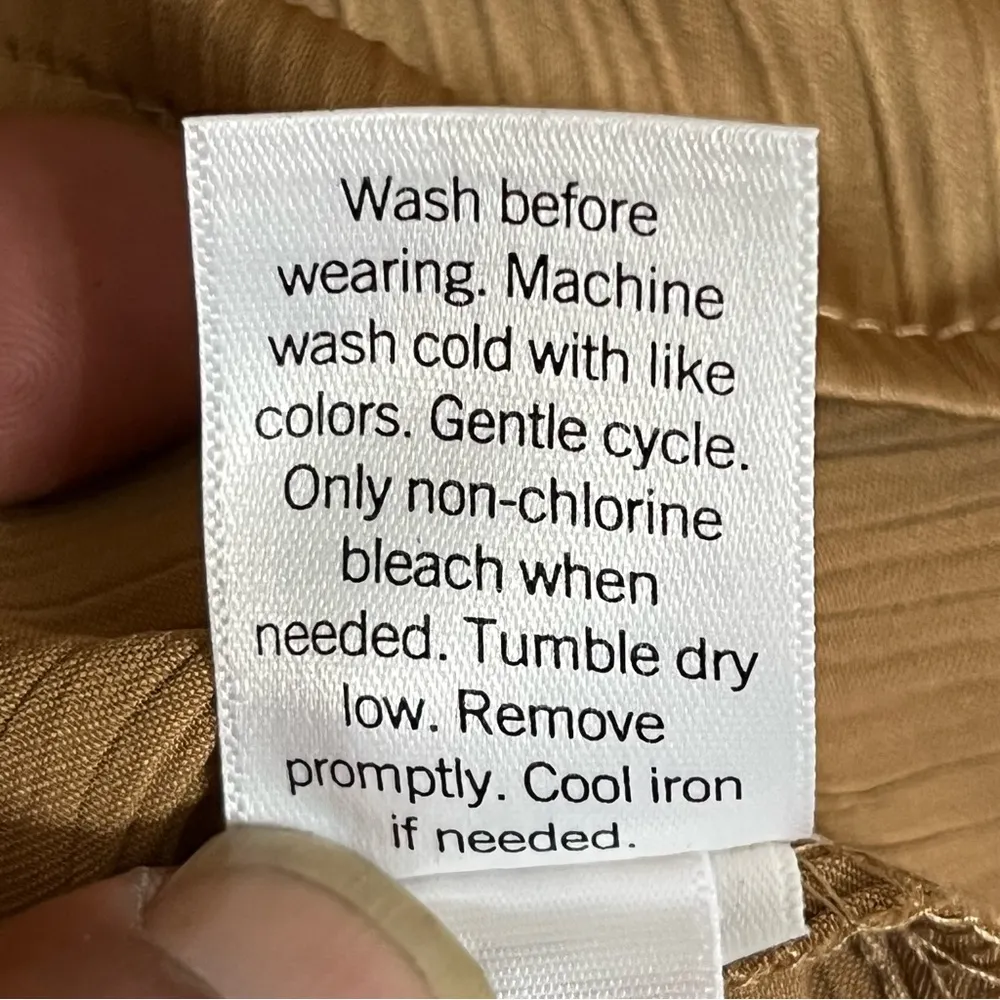 Wash before
wearing. Machine
wash cold with like
colors. Gentle cycle.
Only non-chlorine
bleach when
needed. Tumble dry
low. Remove
promptly. Cool iron
if needed.